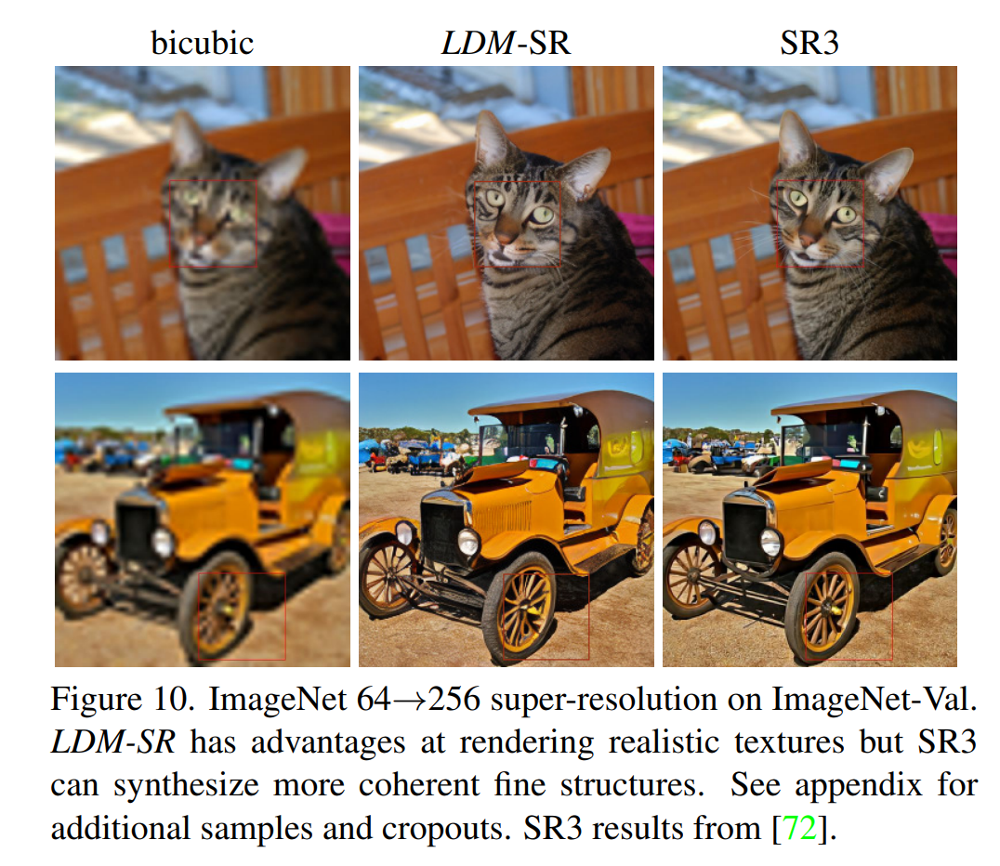 bicubic LDM-SR SR3
Figure 10. ImageNet 64→256 super-resolution on ImageNet-Val.
LDM-SR has advantages at rendering realistic textures but SR3
can synthesize more coherent fine structures. See appendix for
additional samples and cropouts. SR3 results from [72].